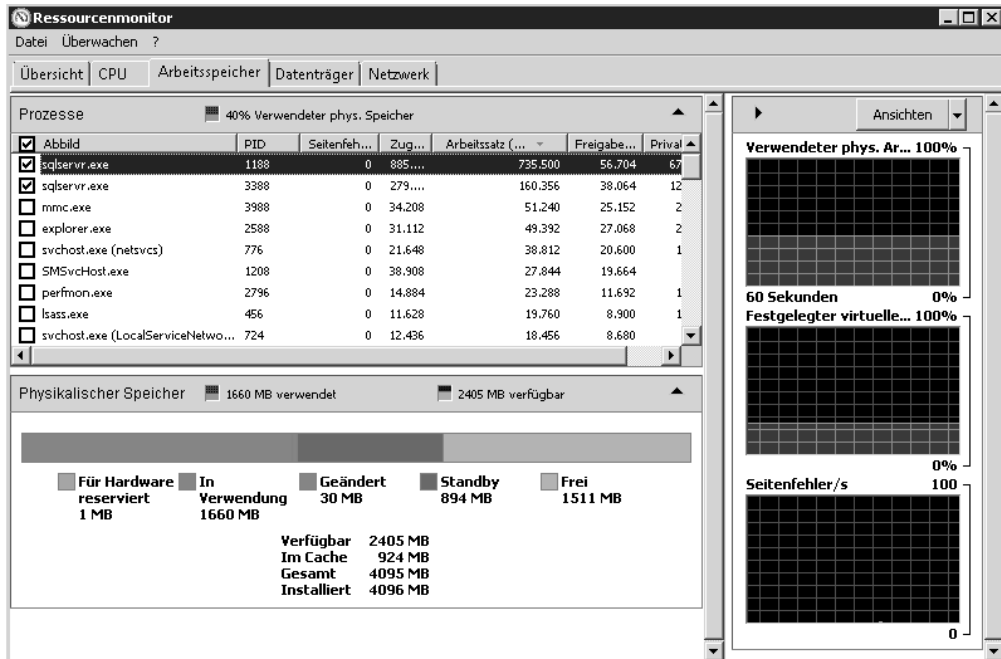 Ressourcenmonitor
Datei Überwachen ?
Übersicht CPU Arbeitsspeicher Datenträger Netzwerk
Prozesse 40% Verwendeter phys. Speicher
Abbild PID Seitenfeh... Zug... Arbeitssatz (... Freigabe... Privat
sqlservr.exe 1188 0 885.... 735.500 56.704 67
sqlservr.exe 3388 0 279.... 160.356 38.064 12
mmc.exe 3988 0 34.208 51.240 25.152 2
explorer.exe 2588 0 31.112 49.392 27.068 2
svchost.exe (netsvcs) 776 0 21.648 38.812 20.600 1
SMSvcHost.exe 1208 0 38.908 27.844 19.664
perfmon.exe 2796 0 14.884 23.288 11.692 1
lsass.exe 456 0 11.628 19.760 8.900 1
svchost.exe (LocalServiceNetwo... 724 0 12.436 18.456 8.680
Physikalischer Speicher 1660 MB verwendet 2405 MB verfügbar
Für Hardware reserviert 1 MB
In Verwendung 1660 MB
Geändert 30 MB
Standby 894 MB
Frei 1511 MB
Verfügbar 2405 MB
Im Cache 924 MB
Gesamt 4095 MB
Installiert 4096 MB
Ansichten
Verwendeter phys. Ar... 100%
60 Sekunden 0%
Festgelegter virtuelle... 100%
0%
Seitenfehler/s 100
0